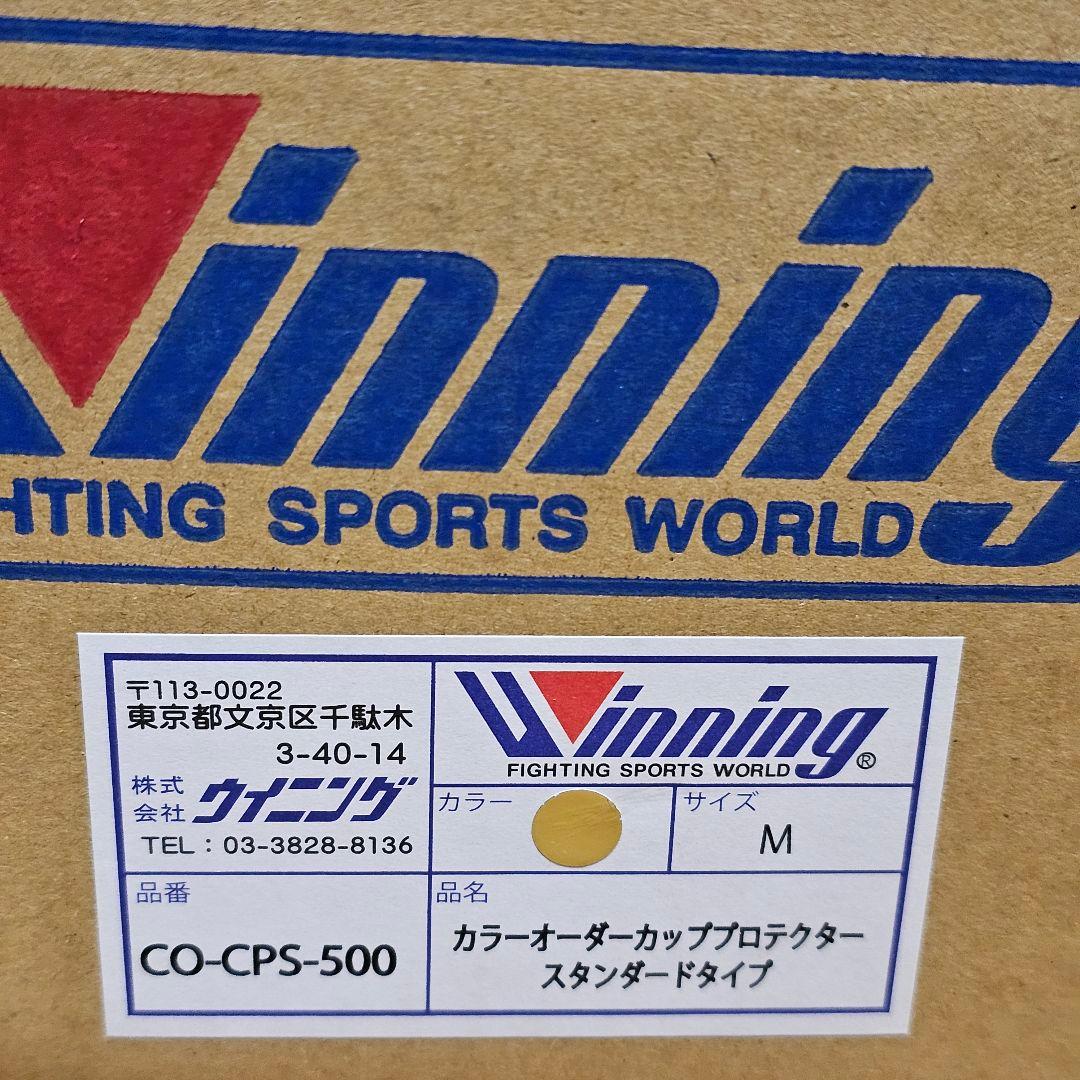 Winning
FIGHTING SPORTS WORLD
〒113-0022
東京都文京区千駄木
3-40-14
株式会社 ウイニング
TEL：03-3828-8136
Winning®
FIGHTING SPORTS WORLD
カラー
サイズ
M
品番
CO-CPS-500
品名
カラーオーダーカッププロテクター
スタンダードタイプ